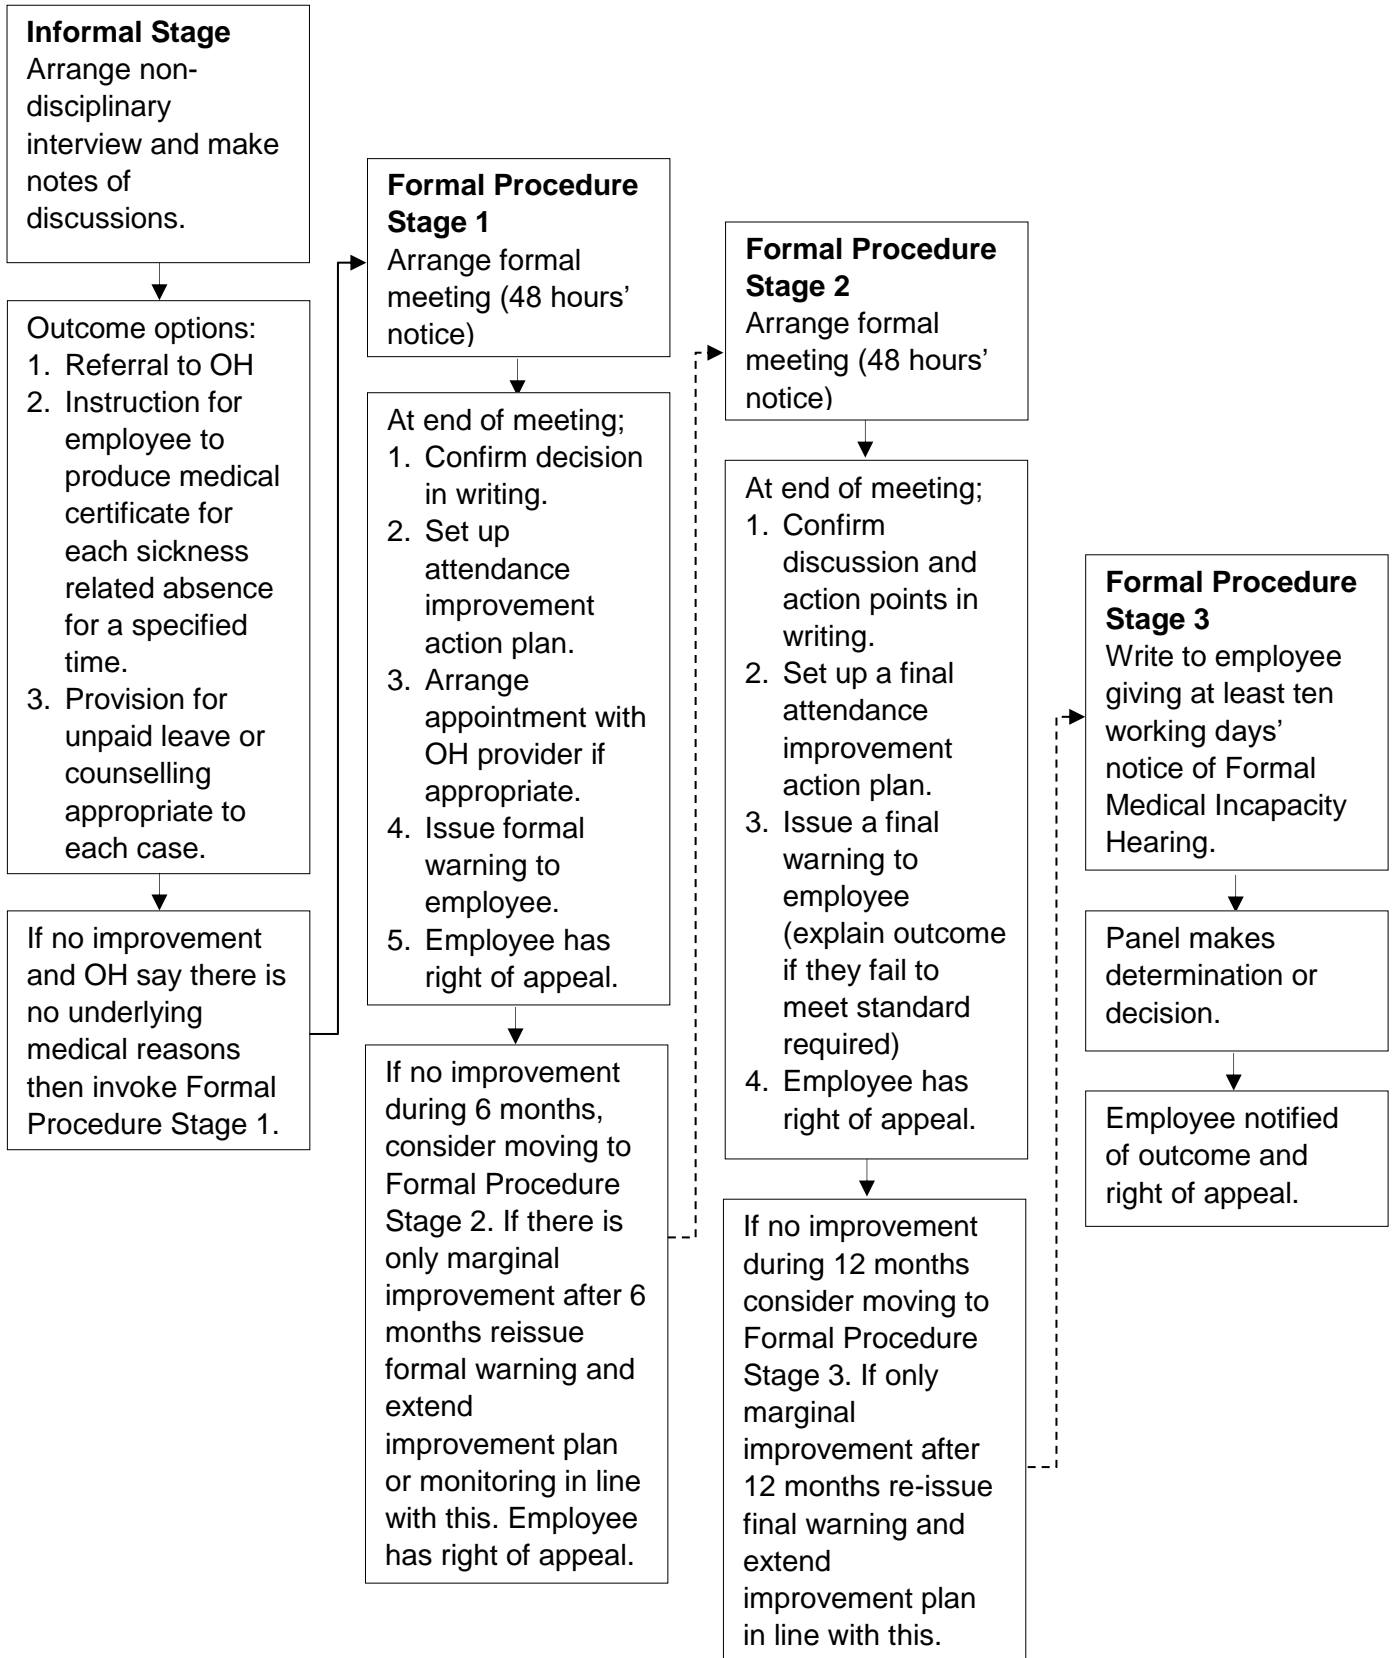 Informal Stage
Arrange non-
disciplinary
interview and make
notes of
discussions.
Outcome options:
1. Referral to OH
2. Instruction for
employee to
produce medical
certificate for
each sickness
related absence
for a specified
time.
3. Provision for
unpaid leave or
counselling
appropriate to
each case.
If no improvement
and OH say there is
no underlying
medical reasons
then invoke Formal
Procedure Stage 1.
Formal Procedure
Stage 1
Arrange formal
meeting (48 hours’
notice)
At end of meeting;
1. Confirm decision
in writing.
2. Set up
attendance
improvement
action plan.
3. Arrange
appointment with
OH provider if
appropriate.
4. Issue formal
warning to
employee.
5. Employee has
right of appeal.
If no improvement
during 6 months,
consider moving to
Formal Procedure
Stage 2. If there is
only marginal
improvement after 6
months reissue
formal warning and
extend
improvement plan
or monitoring in line
with this. Employee
has right of appeal.
Formal Procedure
Stage 2
Arrange formal
meeting (48 hours’
notice)
At end of meeting;
1. Confirm
discussion and
action points in
writing.
2. Set up a final
attendance
improvement
action plan.
3. Issue a final
warning to
employee
(explain outcome
if they fail to
meet standard
required)
4. Employee has
right of appeal.
If no improvement
during 12 months
consider moving to
Formal Procedure
Stage 3. If only
marginal
improvement after
12 months re-issue
final warning and
extend
improvement plan
in line with this.
Formal Procedure
Stage 3
Write to employee
giving at least ten
working days’
notice of Formal
Medical Incapacity
Hearing.
Panel makes
determination or
decision.
Employee notified
of outcome and
right of appeal.